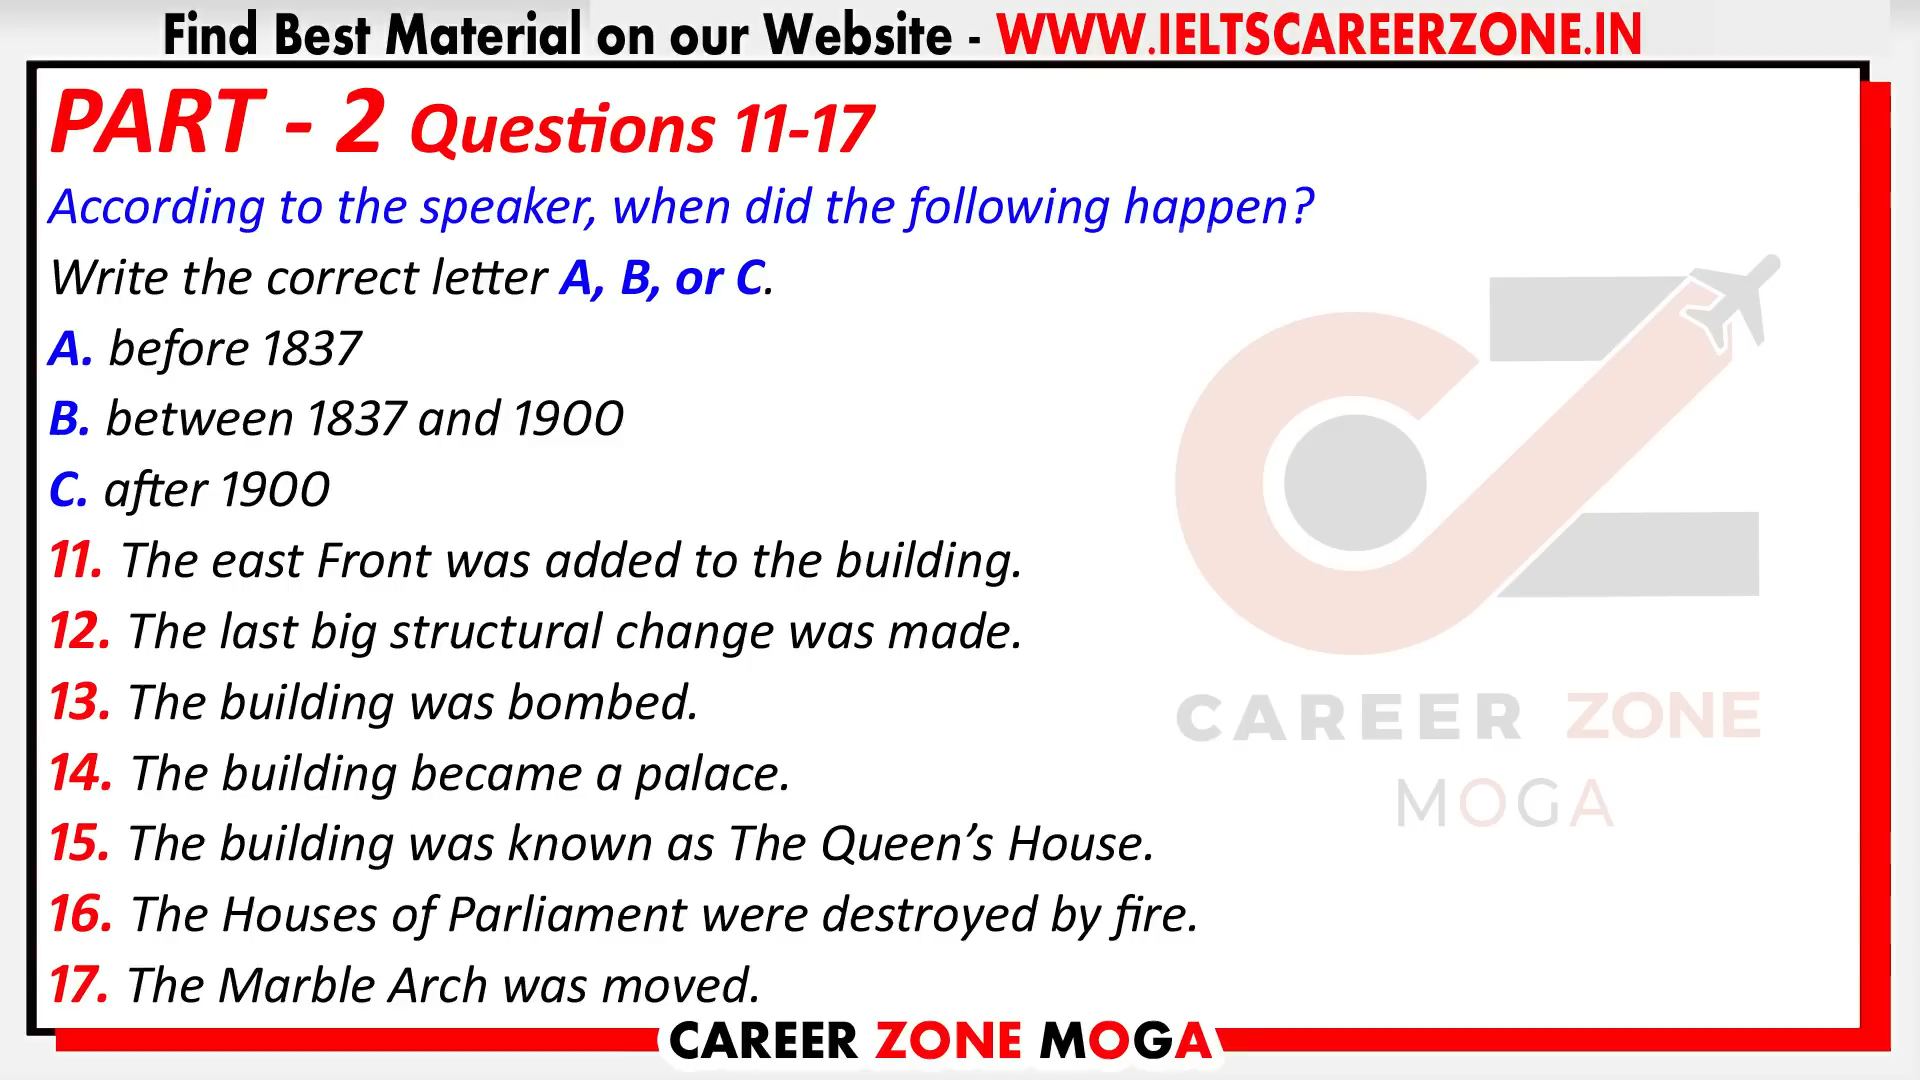 Find Best Material on our Website - WWW.IELTSCAREERZONE.IN
PART - 2 Questions 11-17
According to the speaker, when did the following happen?
Write the correct letter A, B, or C.
A. before 1837
B. between 1837 and 1900
C. after 1900
11. The east Front was added to the building.
12. The last big structural change was made.
13. The building was bombed.
14. The building became a palace.
15. The building was known as The Queen’s House.
16. The Houses of Parliament were destroyed by fire.
17. The Marble Arch was moved.
CAREER ZONE
MOGA
CAREER ZONE MOGA